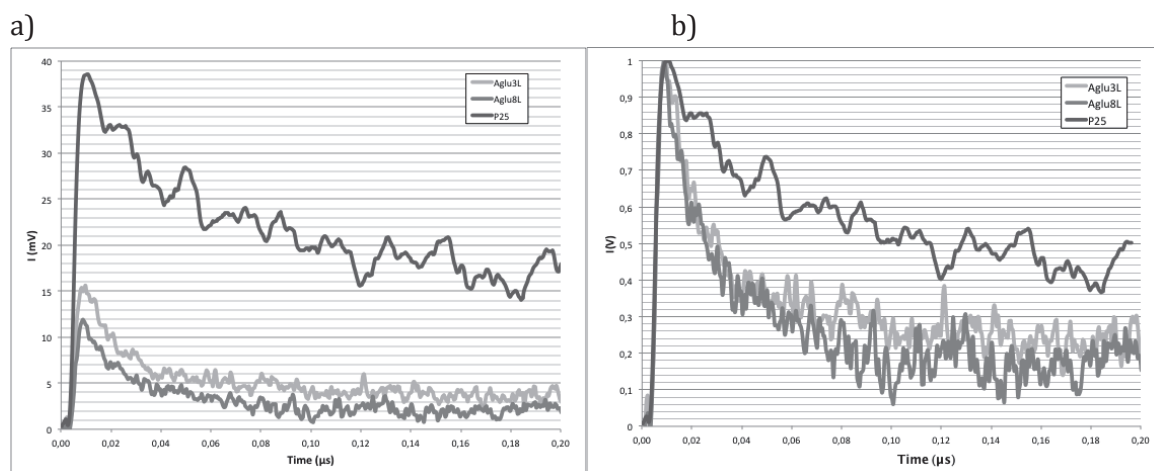 a)
b)
40
35
30
25
20
15
10
5
0
I (mV)
Aglu3L
Aglu8L
P25
0,00 0,02 0,04 0,06 0,08 0,10 0,12 0,14 0,16 0,18 0,20
Time (µs)
1
0,9
0,8
0,7
0,6
0,5
0,4
0,3
0,2
0,1
0
I(V)
Aglu3L
Aglu8L
P25
0,00 0,02 0,04 0,06 0,08 0,10 0,12 0,14 0,16 0,18 0,20
Time (µs)